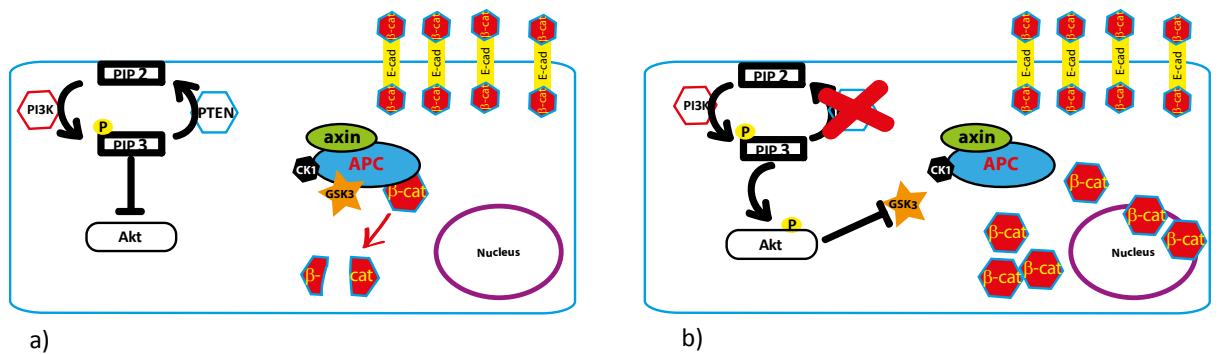 β-cat β-cat β-cat β-cat
E-cad E-cad E-cad E-cad
β-cat β-cat β-cat β-cat
PIP 2
PI3K
PTEN
P
PIP 3
Akt
axin
APC
CK1
GSK3
β-cat
β- cat
Nucleus
a)
β-cat β-cat β-cat β-cat
E-cad E-cad E-cad E-cad
β-cat β-cat β-cat β-cat
PIP 2
PI3K
P
PIP 3
P
Akt
GSK3
axin
APC
CK1
β-cat
β-cat
β-cat
β-cat
β-cat
β-cat
Nucleus
b)